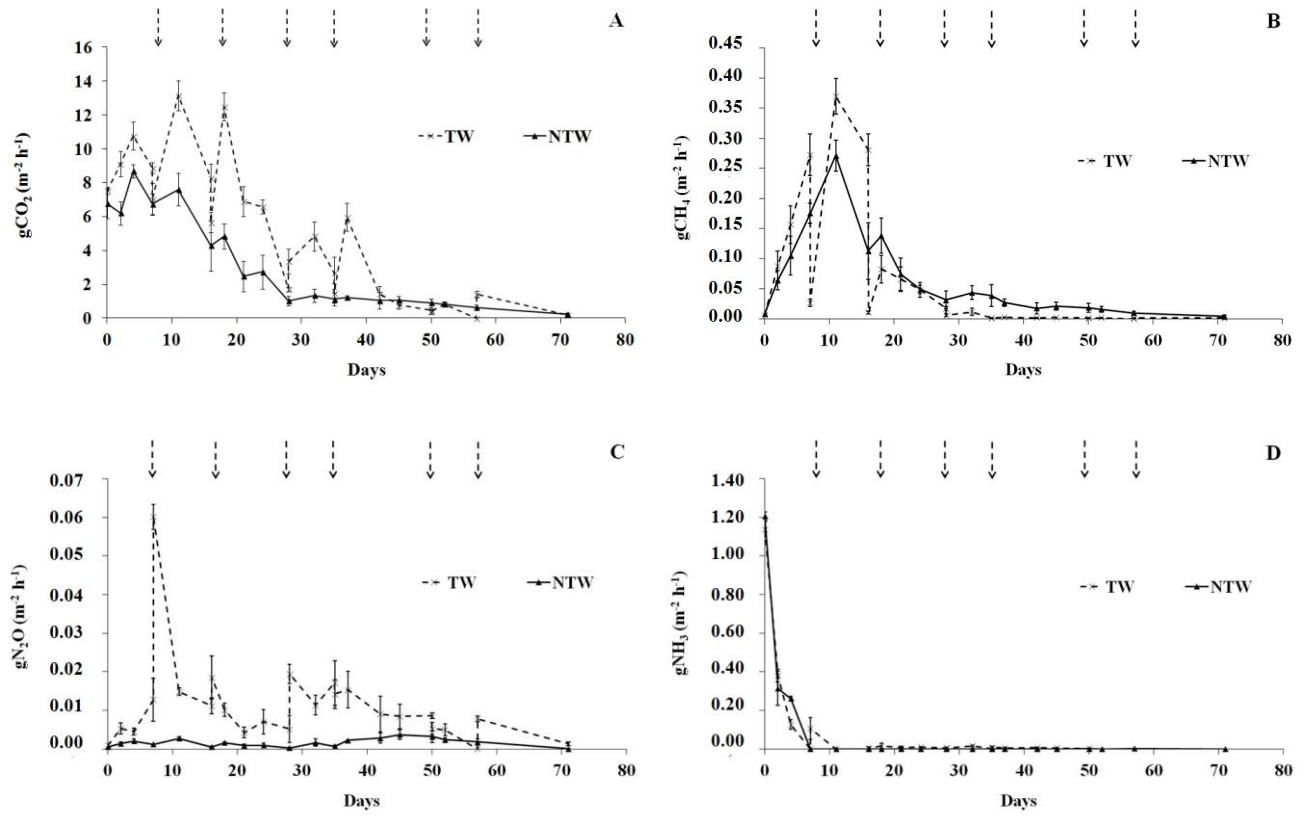 A
16
14
12
10
8
6
4
2
0
gCO₂ (m⁻² h⁻¹)
TW
NTW
0 10 20 30 40 50 60 70 80
Days
B
0.45
0.40
0.35
0.30
0.25
0.20
0.15
0.10
0.05
0.00
gCH₄ (m⁻² h⁻¹)
TW
NTW
0 10 20 30 40 50 60 70 80
Days
C
0.07
0.06
0.05
0.04
0.03
0.02
0.01
0.00
gN₂O (m⁻² h⁻¹)
TW
NTW
0 10 20 30 40 50 60 70 80
Days
D
1.40
1.20
1.00
0.80
0.60
0.40
0.20
0.00
gNH₃ (m⁻² h⁻¹)
TW
NTW
0 10 20 30 40 50 60 70 80
Days